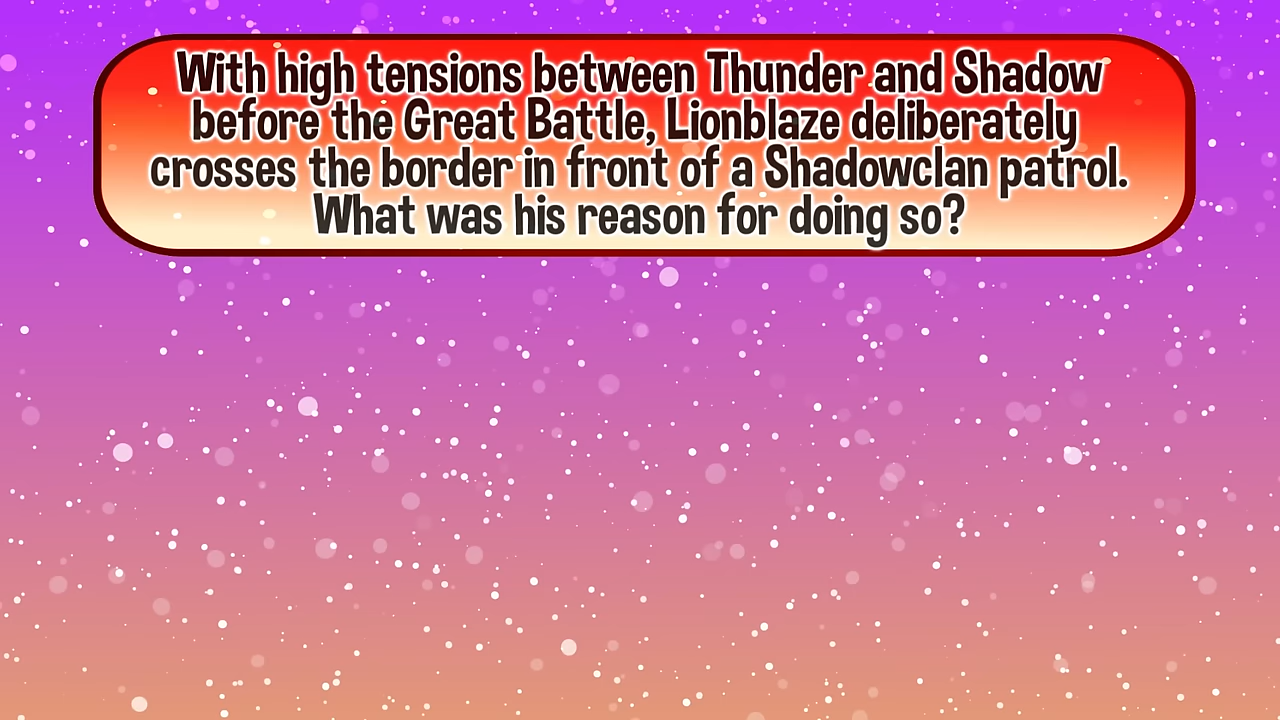 With high tensions between Thunder and Shadow
before the Great Battle, Lionblaze deliberately
crosses the border in front of a Shadowclan patrol.
What was his reason for doing so?